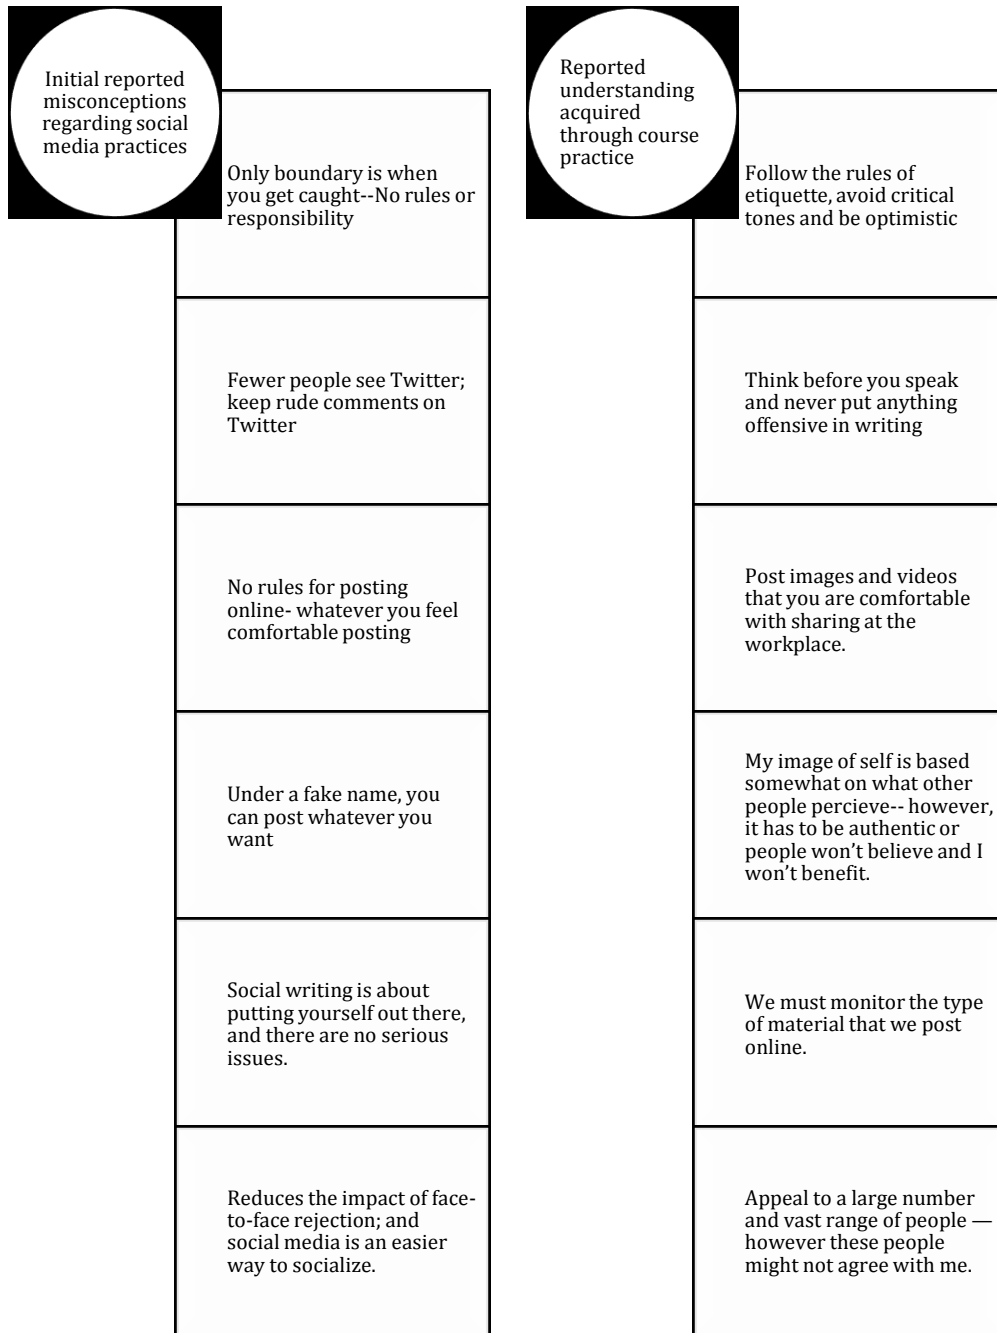 Initial reported
misconceptions
regarding social
media practices
Only boundary is when
you get caught--No rules or
responsibility
Fewer people see Twitter;
keep rude comments on
Twitter
No rules for posting
online- whatever you feel
comfortable posting
Under a fake name, you
can post whatever you
want
Social writing is about
putting yourself out there,
and there are no serious
issues.
Reduces the impact of face-
to-face rejection; and
social media is an easier
way to socialize.
Reported
understanding
acquired
through course
practice
Follow the rules of
etiquette, avoid critical
tones and be optimistic
Think before you speak
and never put anything
offensive in writing
Post images and videos
that you are comfortable
with sharing at the
workplace.
My image of self is based
somewhat on what other
people percieve-- however,
it has to be authentic or
people won’t believe and I
won’t benefit.
We must monitor the type
of material that we post
online.
Appeal to a large number
and vast range of people —
however these people
might not agree with me.